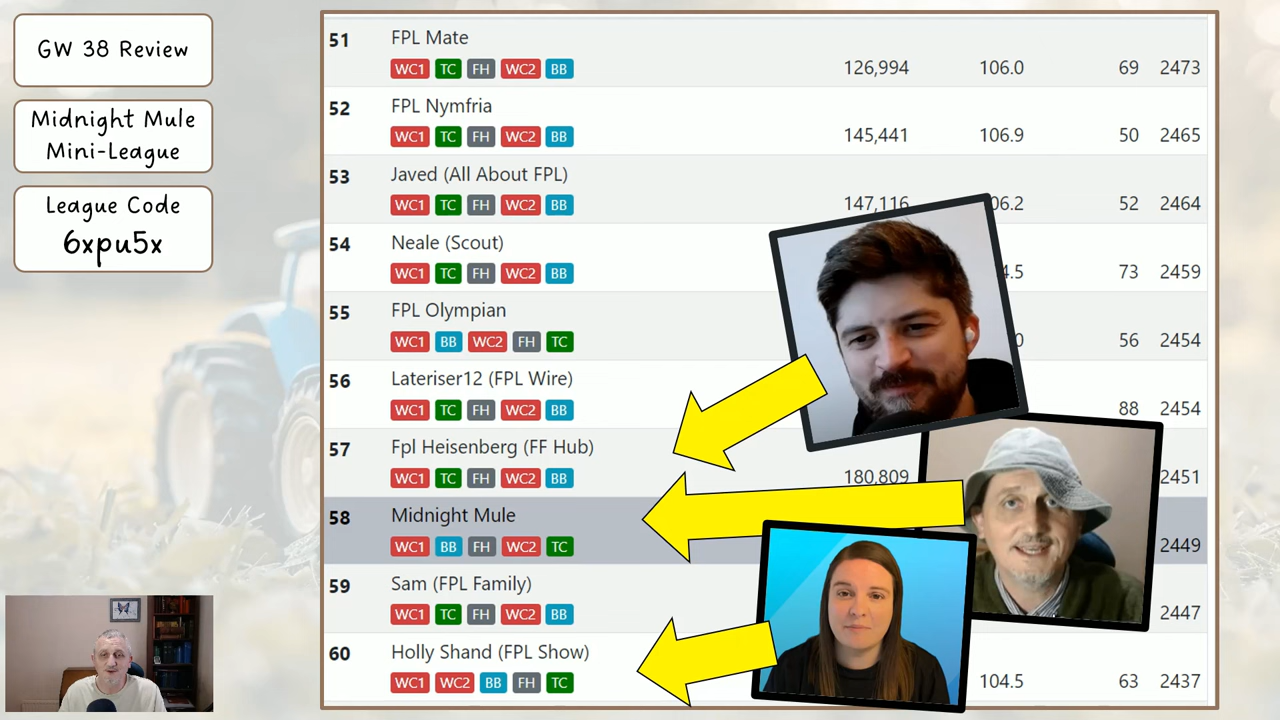 GW 38 Review
Midnight Mule
Mini-League
League Code
6xpu5x
51 FPL Mate
WC1 TC FH WC2 BB 126,994 106.0 69 2473
52 FPL Nymfria
WC1 TC FH WC2 BB 145,441 106.9 50 2465
53 Javed (All About FPL)
WC1 TC FH WC2 BB 147,116 06.2 52 2464
54 Neale (Scout)
WC1 TC FH WC2 BB .5 73 2459
55 FPL Olympian
WC1 BB WC2 FH TC 0 56 2454
56 Lateriser12 (FPL Wire)
WC1 TC FH WC2 BB 88 2454
57 Fpl Heisenberg (FF Hub)
WC1 TC FH WC2 BB 180,809 2451
58 Midnight Mule
WC1 BB FH WC2 TC 2449
59 Sam (FPL Family)
WC1 TC FH WC2 BB 2447
60 Holly Shand (FPL Show)
WC1 WC2 BB FH TC 104.5 63 2437